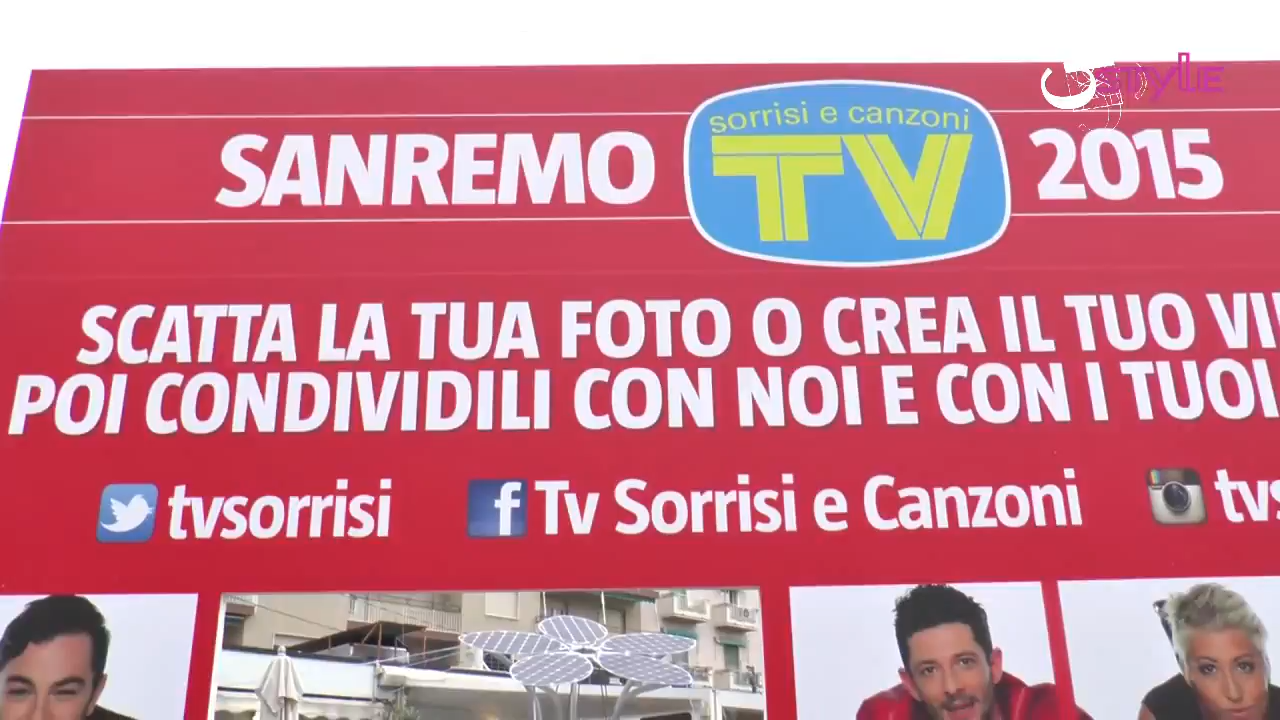 STYLE
sorrisi e canzoni
SANREMO TV 2015
SCATTA LA TUA FOTO O CREA IL TUO
POI CONDIVIDILI CON NOI E CON I TUOI
tvsorrisi Tv Sorrisi e Canzoni